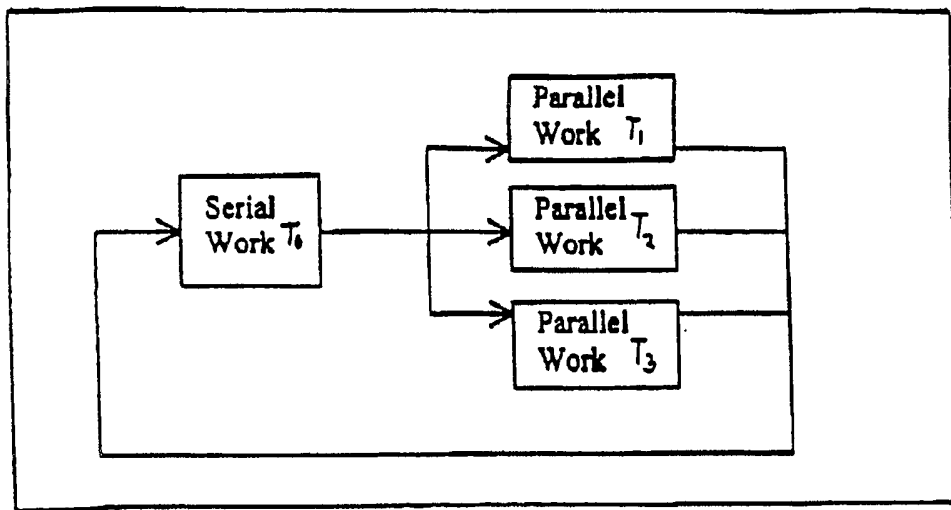 Parallel
Work T₁
Serial
Work T₀
Parallel
Work T₂
Parallel
Work T₃